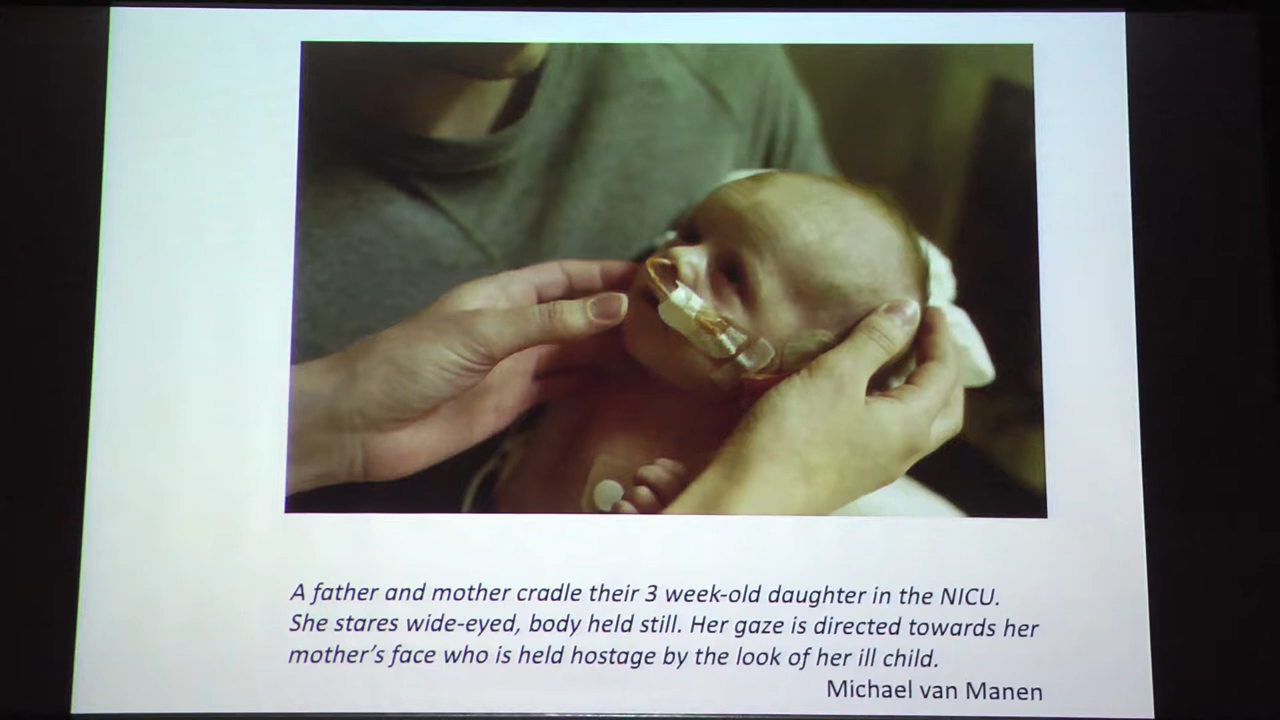 A father and mother cradle their 3 week-old daughter in the NICU.
She stares wide-eyed, body held still. Her gaze is directed towards her
mother’s face who is held hostage by the look of her ill child.
Michael van Manen